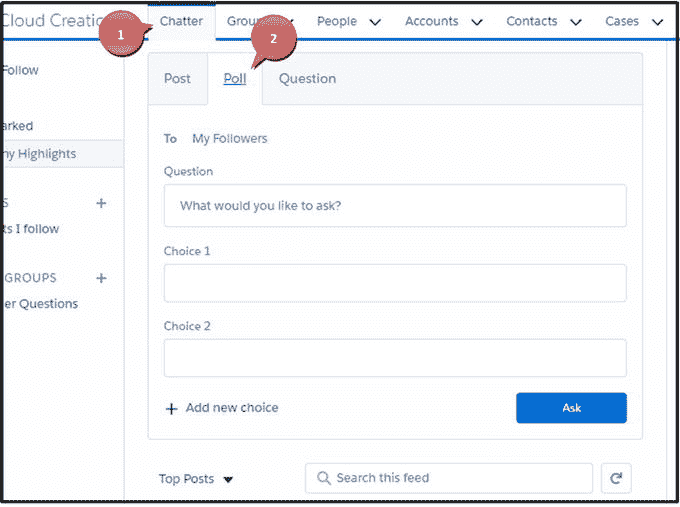 Cloud Creatio Chatter People Accounts Contacts Cases
1
2
Follow
Post Poll Question
arked
To My Followers
ny Highlights
Question
What would you like to ask?
S
ts I follow
Choice 1
GROUPS
er Questions
Choice 2
Add new choice
Ask
Top Posts
Search this feed